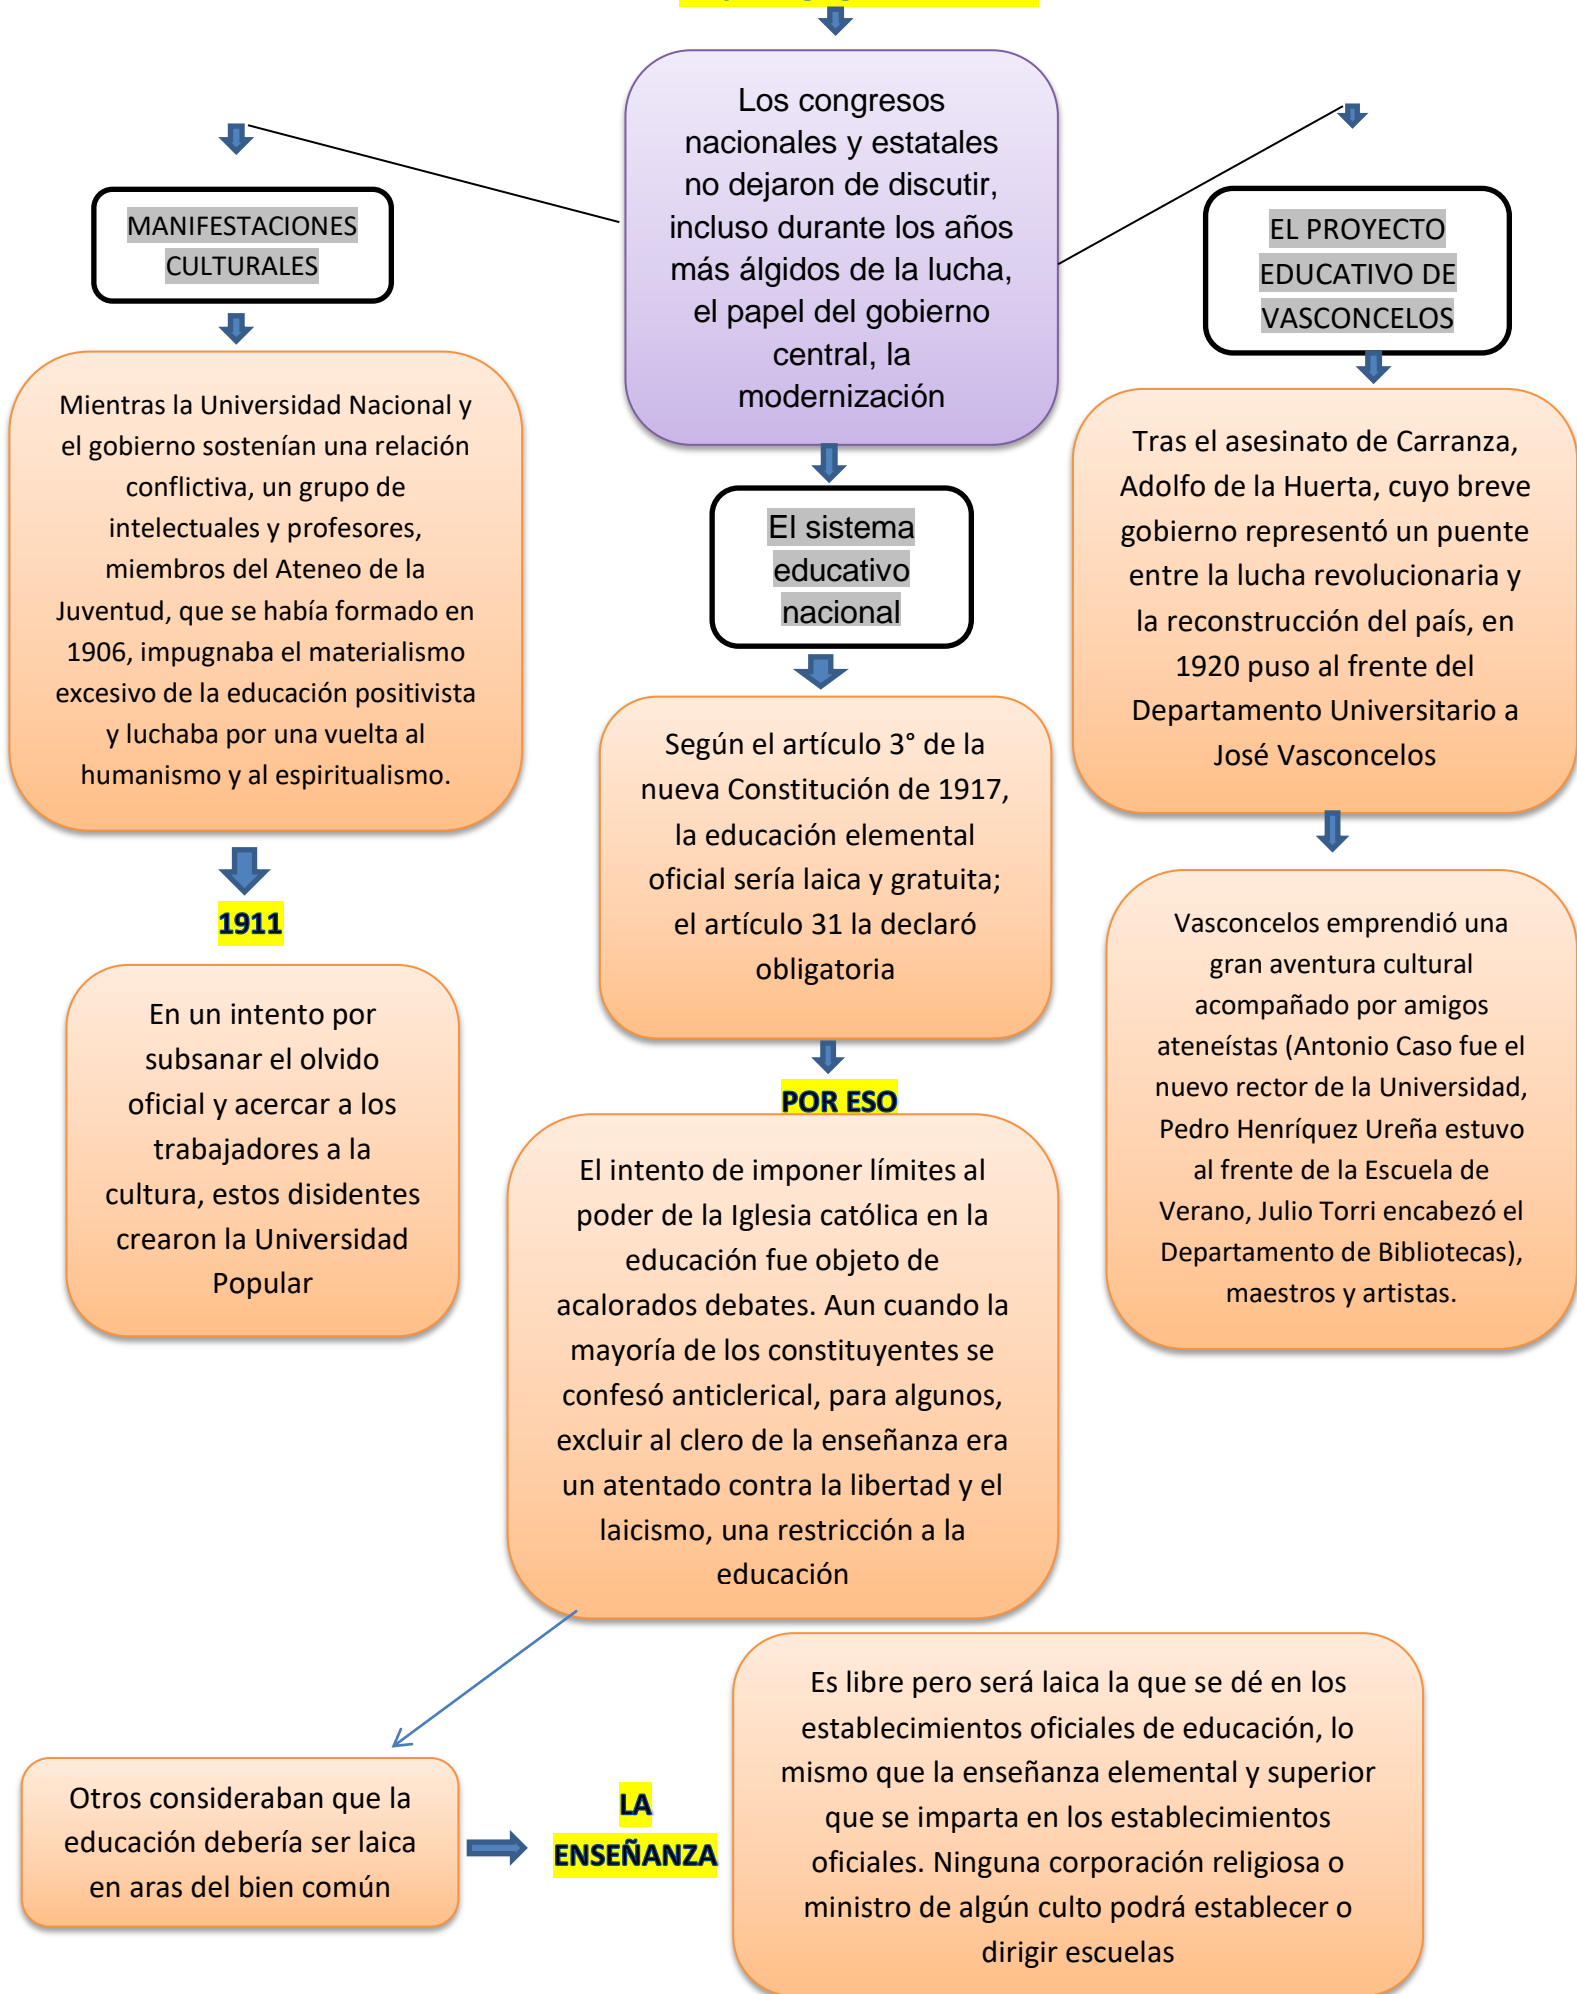 Los congresos
nacionales y estatales
no dejaron de discutir,
incluso durante los años
más álgidos de la lucha,
el papel del gobierno
central, la
modernización
MANIFESTACIONES
CULTURALES
Mientras la Universidad Nacional y
el gobierno sostenían una relación
conflictiva, un grupo de
intelectuales y profesores,
miembros del Ateneo de la
Juventud, que se había formado en
1906, impugnaba el materialismo
excesivo de la educación positivista
y luchaba por una vuelta al
humanismo y al espiritualismo.
1911
En un intento por
subsanar el olvido
oficial y acercar a los
trabajadores a la
cultura, estos disidentes
crearon la Universidad
Popular
El sistema
educativo
nacional
Según el artículo 3° de la
nueva Constitución de 1917,
la educación elemental
oficial sería laica y gratuita;
el artículo 31 la declaró
obligatoria
POR ESO
El intento de imponer límites al
poder de la Iglesia católica en la
educación fue objeto de
acalorados debates. Aun cuando la
mayoría de los constituyentes se
confesó anticlerical, para algunos,
excluir al clero de la enseñanza era
un atentado contra la libertad y el
laicismo, una restricción a la
educación
Otros consideraban que la
educación debería ser laica
en aras del bien común
LA
ENSEÑANZA
Es libre pero será laica la que se dé en los
establecimientos oficiales de educación, lo
mismo que la enseñanza elemental y superior
que se imparta en los establecimientos
oficiales. Ninguna corporación religiosa o
ministro de algún culto podrá establecer o
dirigir escuelas
EL PROYECTO
EDUCATIVO DE
VASCONCELOS
Tras el asesinato de Carranza,
Adolfo de la Huerta, cuyo breve
gobierno representó un puente
entre la lucha revolucionaria y
la reconstrucción del país, en
1920 puso al frente del
Departamento Universitario a
José Vasconcelos
Vasconcelos emprendió una
gran aventura cultural
acompañado por amigos
ateneístas (Antonio Caso fue el
nuevo rector de la Universidad,
Pedro Henríquez Ureña estuvo
al frente de la Escuela de
Verano, Julio Torri encabezó el
Departamento de Bibliotecas),
maestros y artistas.